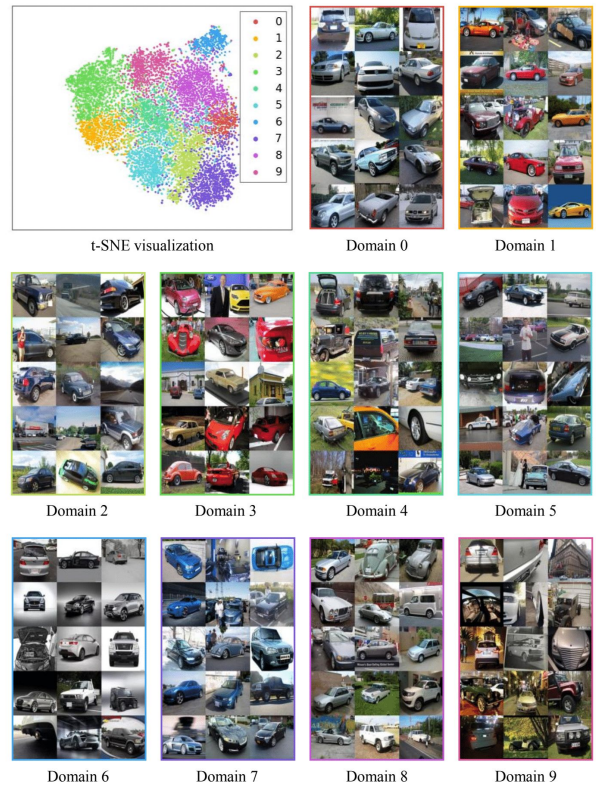 0
1
2
3
4
5
6
7
8
9
t-SNE visualization
Domain 0
Domain 1
Domain 2
Domain 3
Domain 4
Domain 5
Domain 6
Domain 7
Domain 8
Domain 9